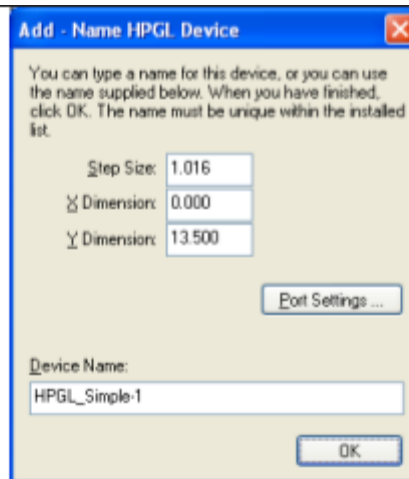 Add - Name HPGL Device
You can type a name for this device, or you can use
the name supplied below. When you have finished,
click OK. The name must be unique within the installed
list.
Step Size: 1.016
X Dimension: 0.000
Y Dimension: 13.500
Port Settings ...
Device Name:
HPGL_Simple-1
OK